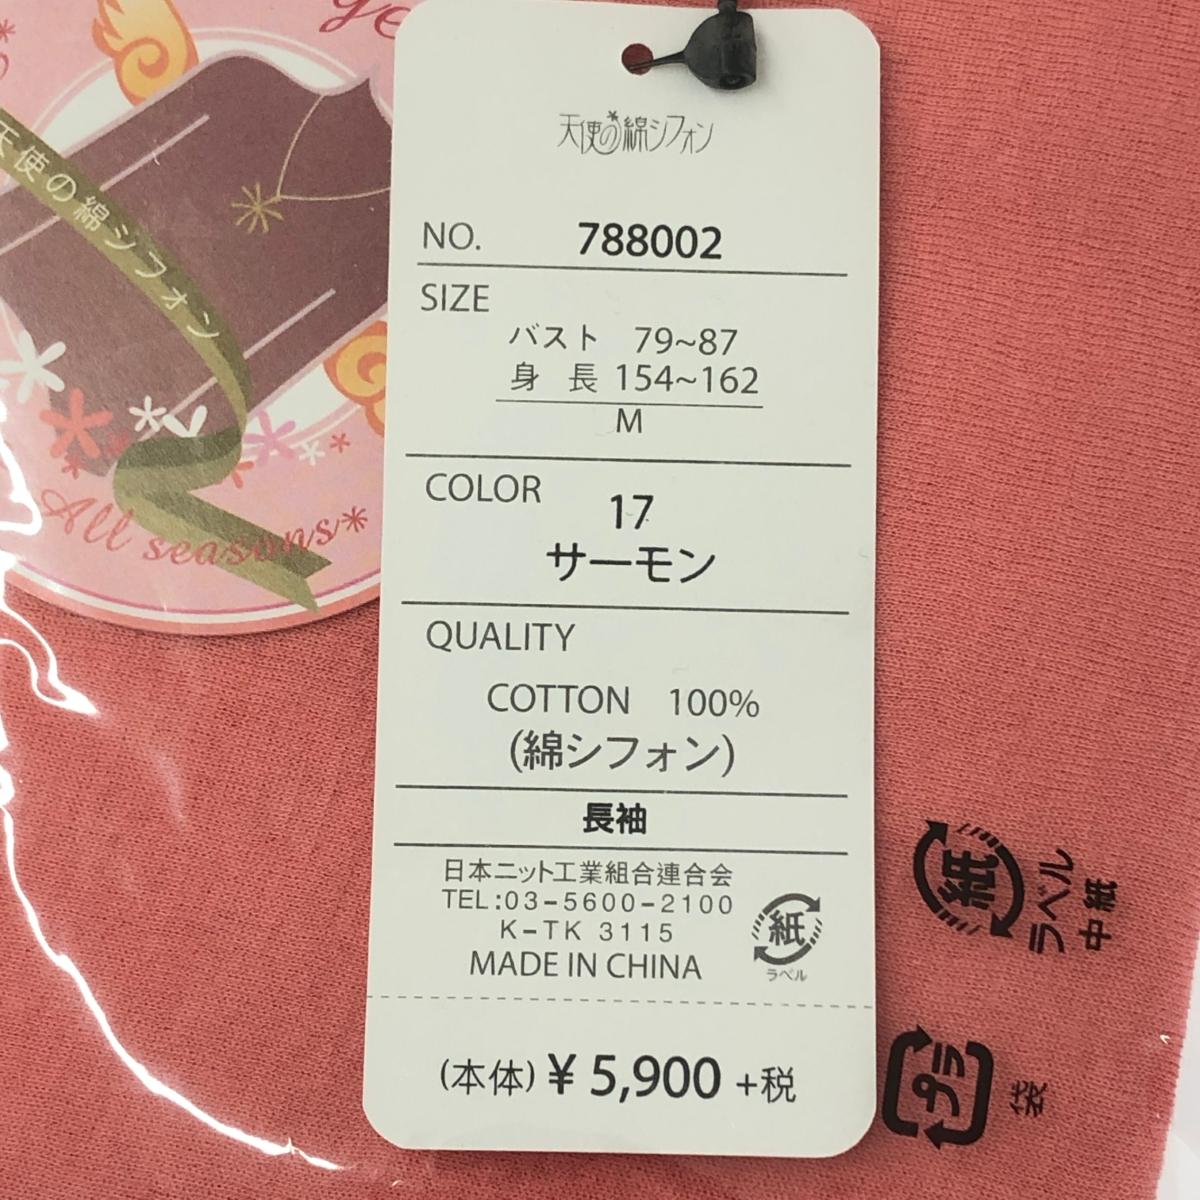 天使の綿シフォン
All seasons*
天使の綿シフォン
NO. 788002
SIZE
バスト 79~87
身長 154~162
M
COLOR
17
サーモン
QUALITY
COTTON 100%
(綿シフォン)
長袖
日本ニット工業組合連合会
TEL:03-5600-2100
K-TK 3115
MADE IN CHINA
紙
ラベル
(本体) ¥ 5,900 +税
紙
ラベル
中紙
プラ
袋